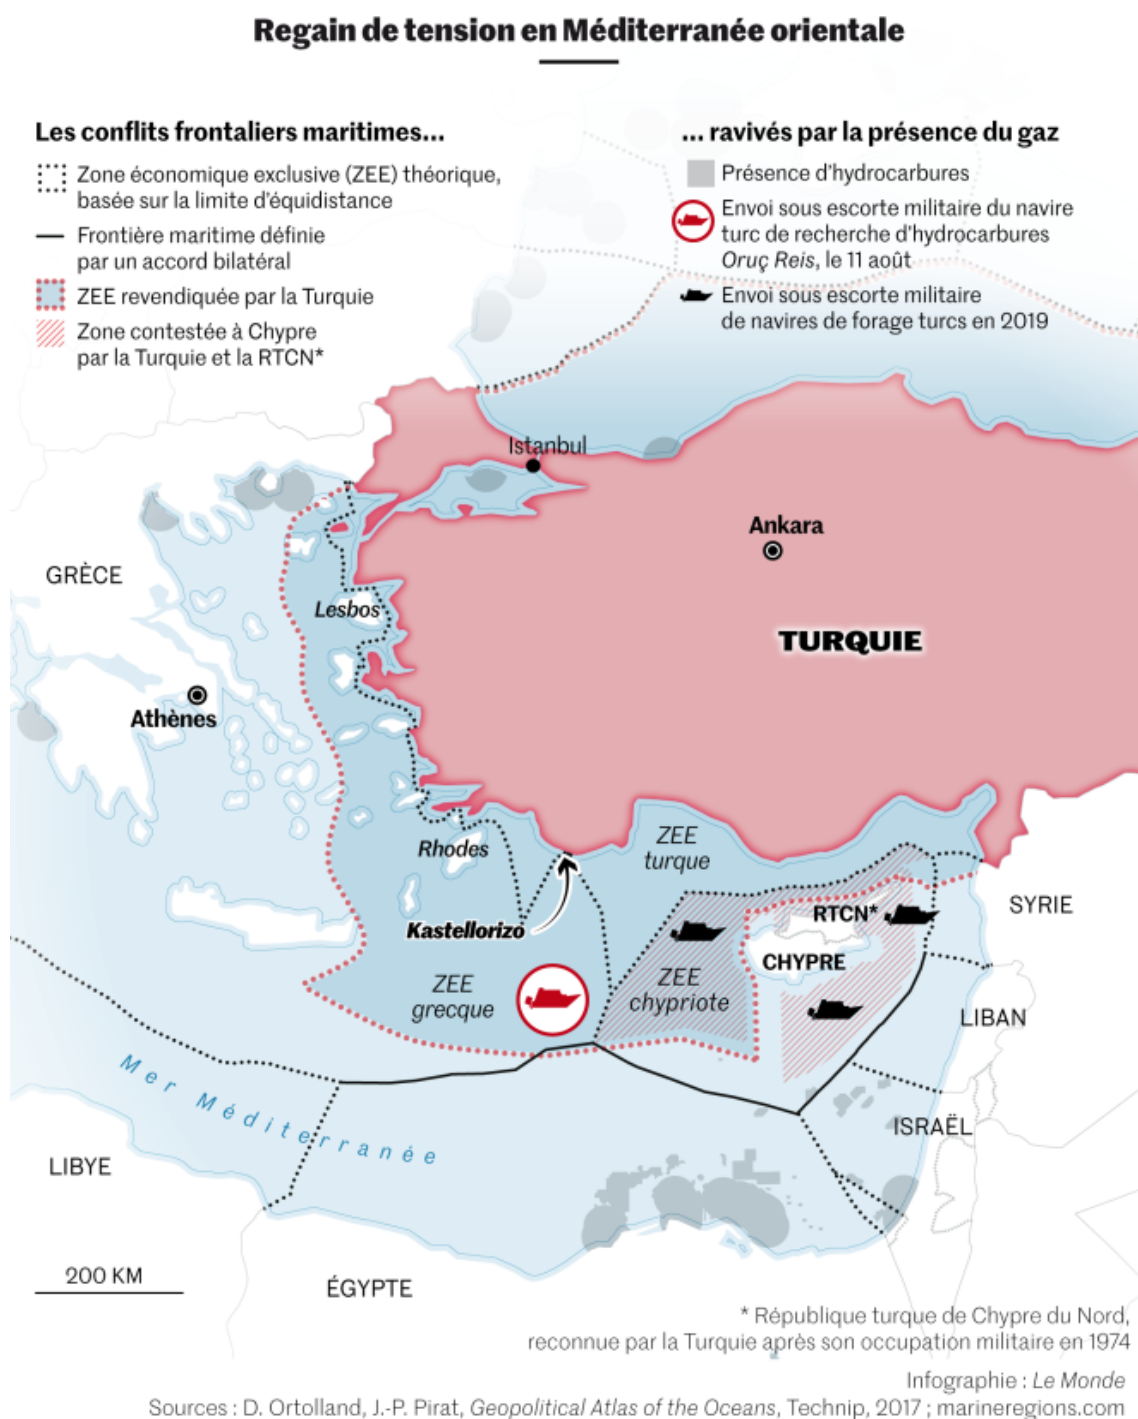 Regain de tension en Méditerranée orientale
Les conflits frontaliers maritimes...
Zone économique exclusive (ZEE) théorique,
basée sur la limite d'équidistance
Frontière maritime définie
par un accord bilatéral
ZEE revendiquée par la Turquie
Zone contestée à Chypre
par la Turquie et la RTCN*
... ravivés par la présence du gaz
Présence d'hydrocarbures
Envoi sous escorte militaire du navire
turc de recherche d'hydrocarbures
Oruç Reis, le 11 août
Envoi sous escorte militaire
de navires de forage turcs en 2019
Istanbul
Ankara
GRÈCE
Lesbos
TURQUIE
Athènes
Rhodes
ZEE
turque
Kastellorizo
RTCN*
SYRIE
CHYPRE
ZEE
grecque
ZEE
chypriote
LIBAN
Mer Méditerranée
ISRAËL
LIBYE
200 KM
ÉGYPTE
* République turque de Chypre du Nord,
reconnue par la Turquie après son occupation militaire en 1974
Infographie : Le Monde
Sources : D. Ortolland, J.-P. Pirat, Geopolitical Atlas of the Oceans, Technip, 2017 ; marineregions.com